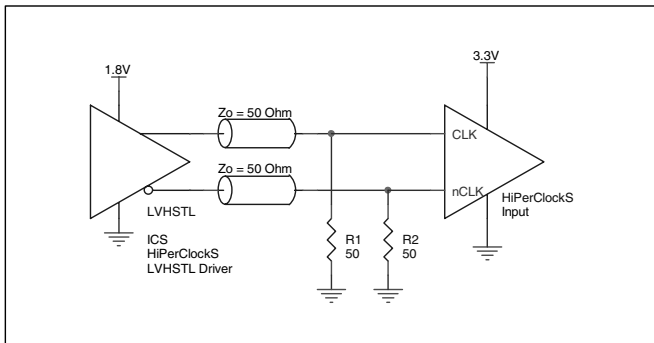 1.8V
3.3V
Zo = 50 Ohm
CLK
Zo = 50 Ohm
nCLK
HiPerClockS
Input
LVHSTL
ICS
HiPerClockS
LVHSTL Driver
R1
50
R2
50